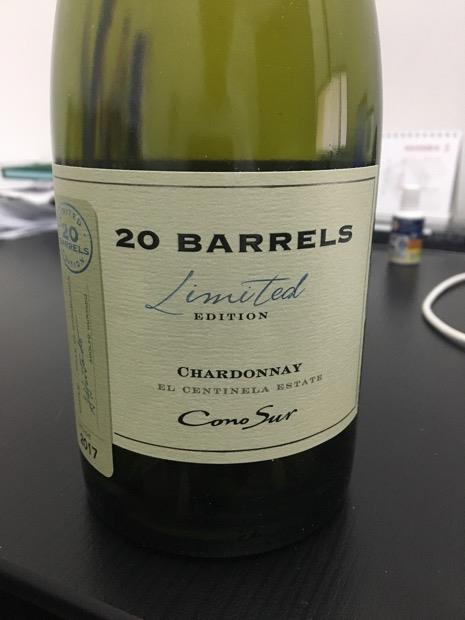 20 BARRELS
Limited
EDITION
CHARDONNAY
EL CENTINELA ESTATE
Cono Sur
20
BARRELS
2017